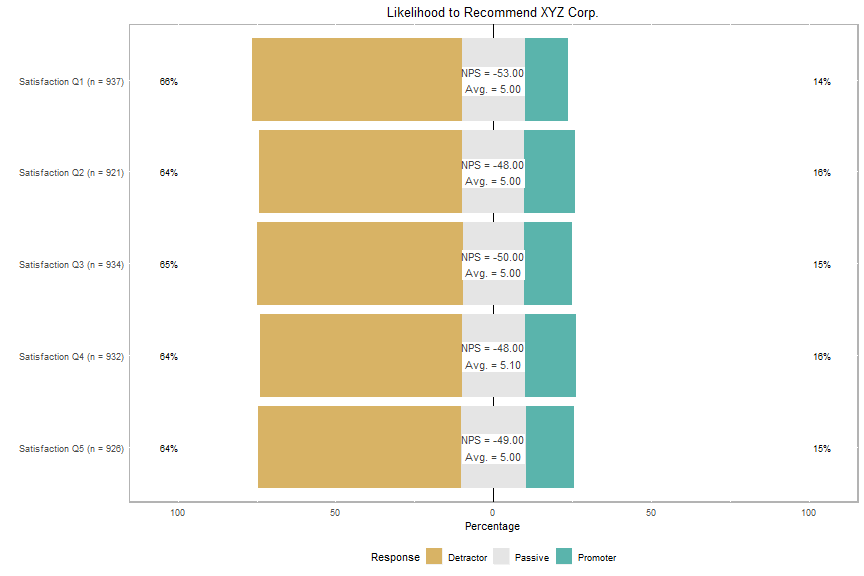 Likelihood to Recommend XYZ Corp.
Satisfaction Q1 (n = 937) 66% NPS = -53.00 14%
Avg. = 5.00
Satisfaction Q2 (n = 921) 64% NPS = -48.00 16%
Avg. = 5.00
Satisfaction Q3 (n = 934) 65% NPS = -50.00 15%
Avg. = 5.00
Satisfaction Q4 (n = 932) 64% NPS = -48.00 16%
Avg. = 5.10
Satisfaction Q5 (n = 926) 64% NPS = -49.00 15%
Avg. = 5.00
100 50 0 50 100
Percentage
Response Detractor Passive Promoter